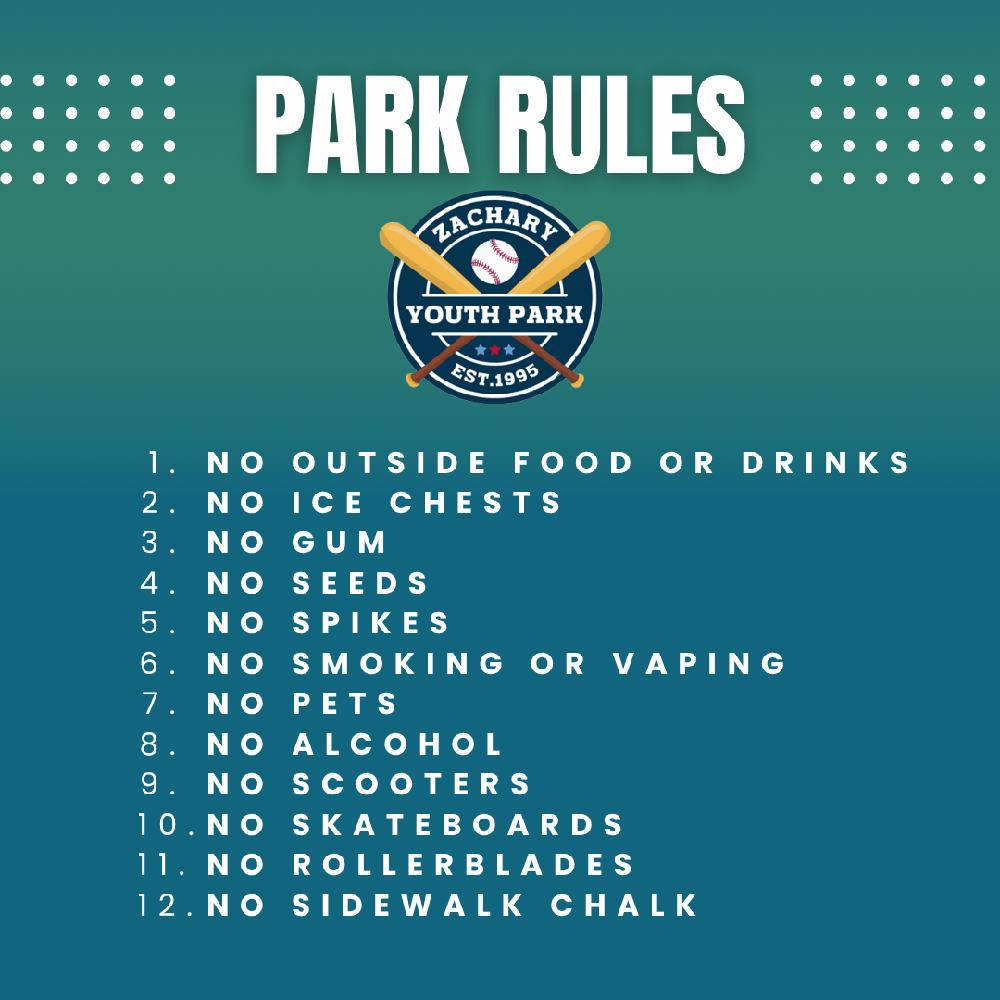 PARK RULES
ZACHARY
YOUTH PARK
EST.1995
1. NO OUTSIDE FOOD OR DRINKS
2. NO ICE CHESTS
3. NO GUM
4. NO SEEDS
5. NO SPIKES
6. NO SMOKING OR VAPING
7. NO PETS
8. NO ALCOHOL
9. NO SCOOTERS
10. NO SKATEBOARDS
11. NO ROLLERBLADES
12. NO SIDEWALK CHALK